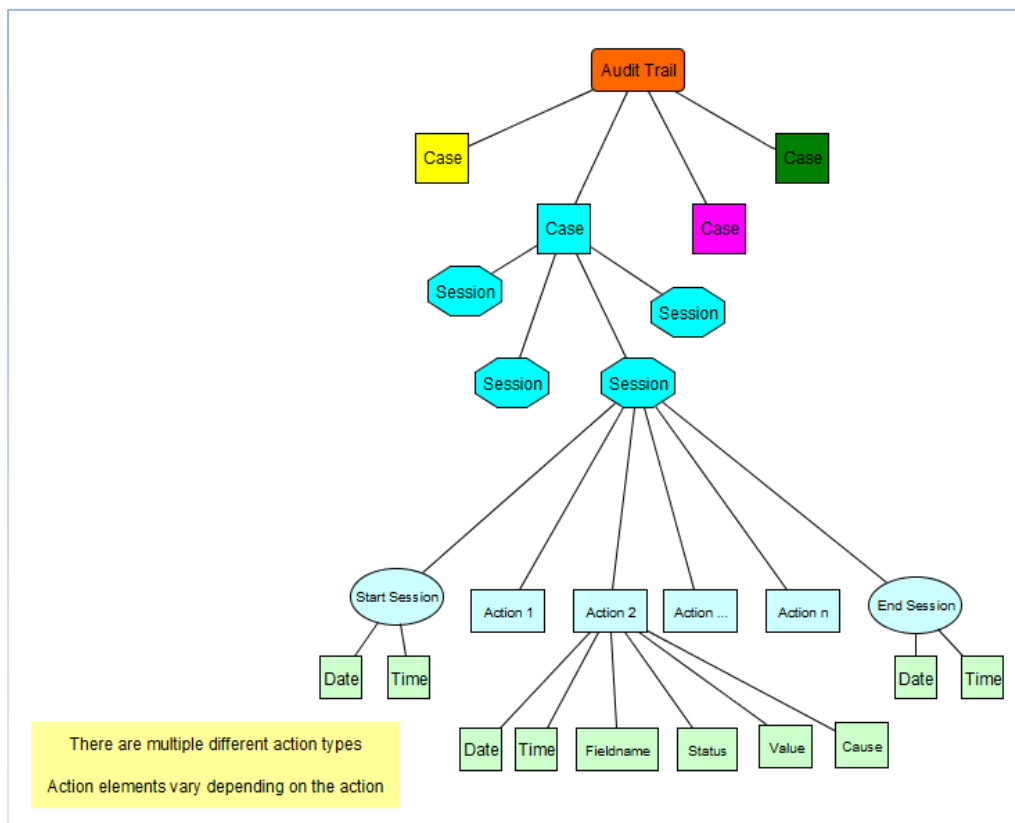 Audit Trail
Case
Case
Case
Case
Session
Session
Session
Session
Start Session
Action 1
Action 2
Action ...
Action n
End Session
Date
Time
Date
Time
Date
Time
Fieldname
Status
Value
Cause
There are multiple different action types
Action elements vary depending on the action